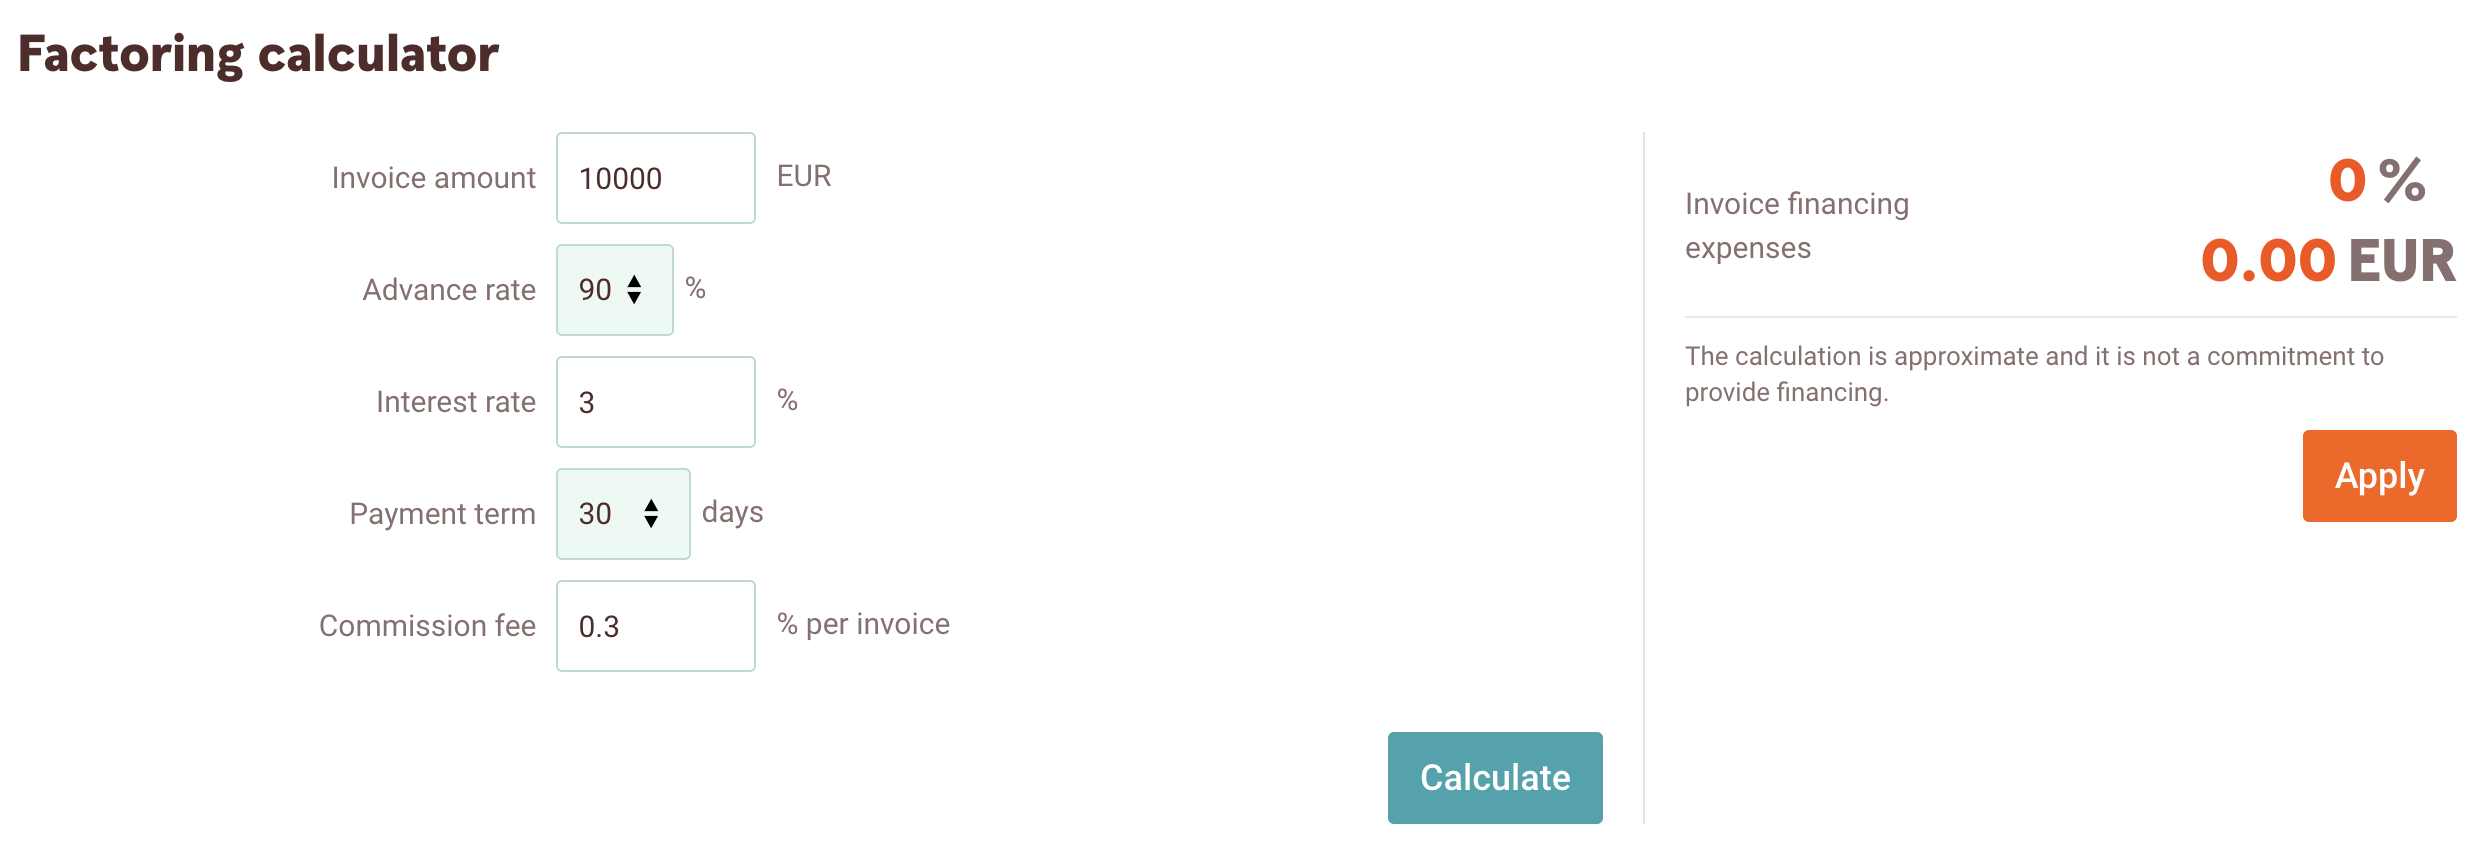 Factoring calculator
Invoice amount 10000 EUR
Advance rate 90 %
Interest rate 3 %
Payment term 30 days
Commission fee 0.3 % per invoice
Calculate
Invoice financing
expenses
0 %
0.00 EUR
The calculation is approximate and it is not a commitment to
provide financing.
Apply